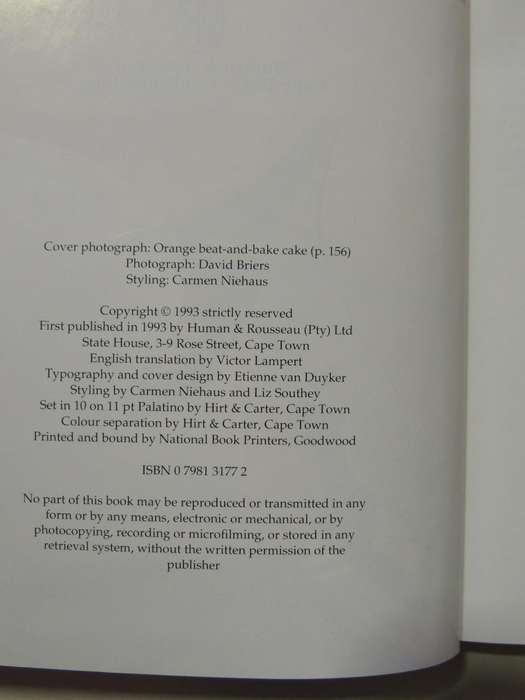 Cover photograph: Orange beat-and-bake cake (p. 156)
Photograph: David Briers
Styling: Carmen Niehaus
Copyright © 1993 strictly reserved
First published in 1993 by Human & Rousseau (Pty) Ltd
State House, 3-9 Rose Street, Cape Town
English translation by Victor Lampert
Typography and cover design by Etienne van Duyker
Styling by Carmen Niehaus and Liz Southey
Set in 10 on 11 pt Palatino by Hirt & Carter, Cape Town
Colour separation by Hirt & Carter, Cape Town
Printed and bound by National Book Printers, Goodwood
ISBN 0 7981 3177 2
No part of this book may be reproduced or transmitted in any
form or by any means, electronic or mechanical, or by
photocopying, recording or microfilming, or stored in any
retrieval system, without the written permission of the
publisher